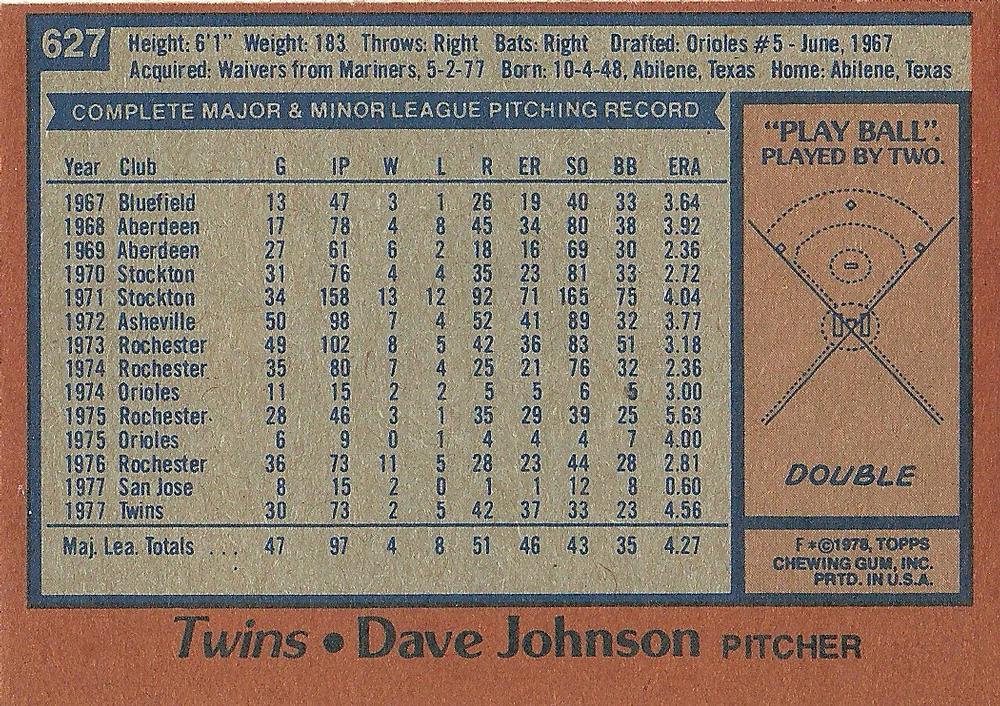 627
Height: 6'1" Weight: 183 Throws: Right Bats: Right Drafted: Orioles #5 - June, 1967
Acquired: Waivers from Mariners, 5-2-77 Born: 10-4-48, Abilene, Texas Home: Abilene, Texas
COMPLETE MAJOR & MINOR LEAGUE PITCHING RECORD
Year Club G IP W L R ER SO BB ERA
1967 Bluefield 13 47 3 1 26 19 40 33 3.64
1968 Aberdeen 17 78 4 8 45 34 80 38 3.92
1969 Aberdeen 27 61 6 2 18 16 69 30 2.36
1970 Stockton 31 76 4 4 35 23 81 33 2.72
1971 Stockton 34 158 13 12 92 71 165 75 4.04
1972 Asheville 50 98 7 4 52 41 89 32 3.77
1973 Rochester 49 102 8 5 42 36 83 51 3.18
1974 Rochester 35 80 7 4 25 21 76 32 2.36
1974 Orioles 11 15 2 2 5 5 6 5 3.00
1975 Rochester 28 46 3 1 35 29 39 25 5.63
1975 Orioles 6 9 0 1 4 4 4 7 4.00
1976 Rochester 36 73 11 5 28 23 44 28 2.81
1977 San Jose 8 15 2 0 1 1 12 8 0.60
1977 Twins 30 73 2 5 42 37 33 23 4.56
Maj. Lea. Totals ... 47 97 4 8 51 46 43 35 4.27
"PLAY BALL".
PLAYED BY TWO.
DOUBLE
F *©1978, TOPPS
CHEWING GUM, INC.
PRTD. IN U.S.A.
Twins • Dave Johnson PITCHER